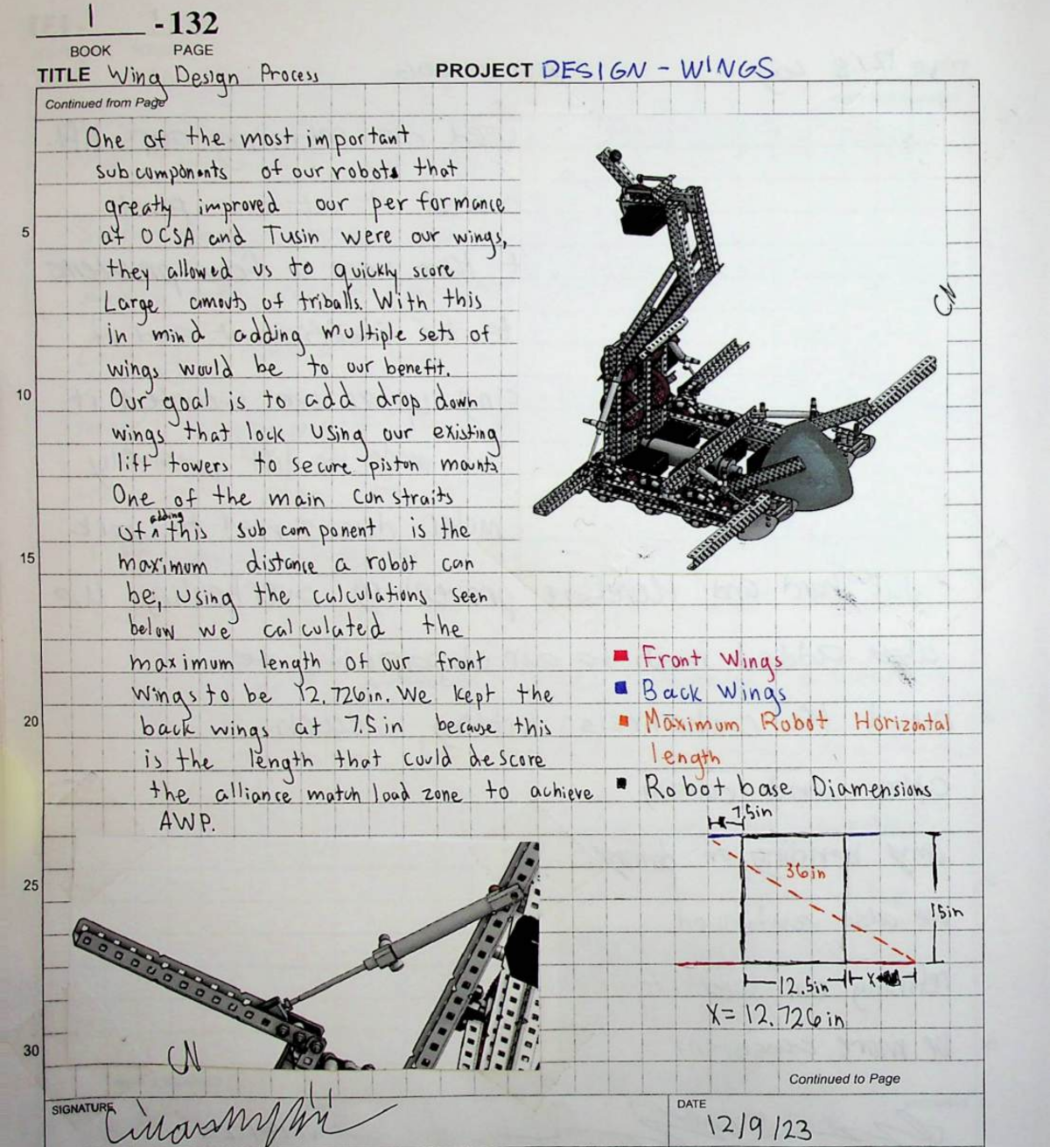 1 -132
BOOK PAGE
TITLE Wing Design Process PROJECT DESIGN - WINGS
Continued from Page
One of the most important
sub components of our robots that
greatly improved our performance
5 at OCSA and Tusin were our wings,
they allowed us to quickly score
Large amouts of triballs. With this
in mind adding multiple sets of
wings would be to our benefit.
10 Our goal is to add drop down
wings that lock using our existing
lift towers to secure piston mounts
One of the main constraits
of adding this sub component is the
15 maximum distance a robot can
be, using the calculations seen
below we calculated the
maximum length of our front
wings to be 12.726in. We kept the
20 back wings at 7.5 in because this
is the length that could descore
the alliance match load zone to achieve
AWP.
CN
Front Wings
Back Wings
Maximum Robot Horizontal
length
Robot base Diamensions
7.5in
36in
15in
12.5in X
X= 12.726in
25
30
CN
Continued to Page
SIGNATURE DATE
12/9/23